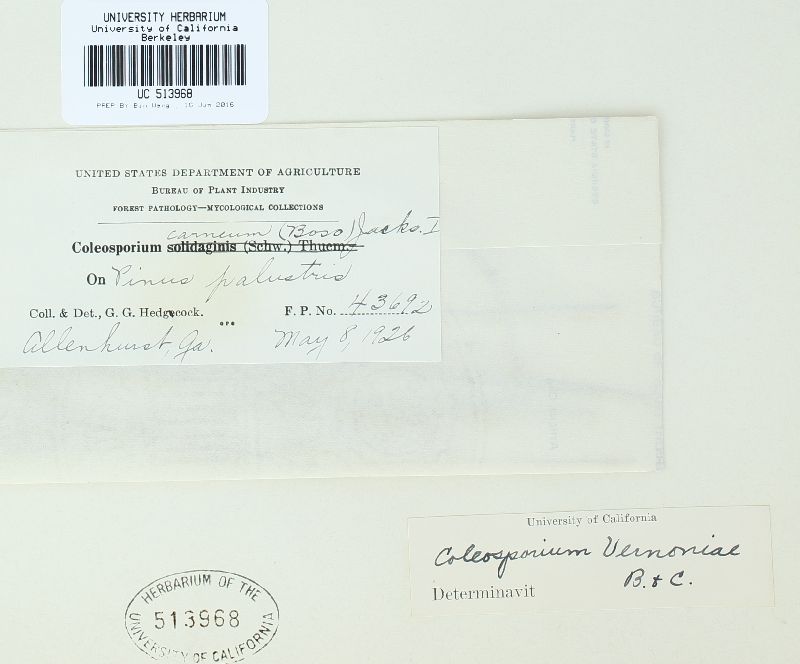 UNIVERSITY HERBARIUM
University of California
Berkeley
UC 513968
UNITED STATES DEPARTMENT OF AGRICULTURE
BUREAU OF PLANT INDUSTRY
FOREST PATHOLOGY—MYCOLOGICAL COLLECTIONS
carneum (Bosc) Jacks. I
Coleosporium solidaginis (Schw.) Thuem.
On Pinus palustris
Coll. & Det., G. G. Hedgcock. F. P. No. 43692
Allenhurst, Ga. May 8, 1926
University of California
Coleosporium Vernoniae
B. & C.
Determinavit
HERBARIUM OF THE
513968
UNIVERSITY OF CALIFORNIA